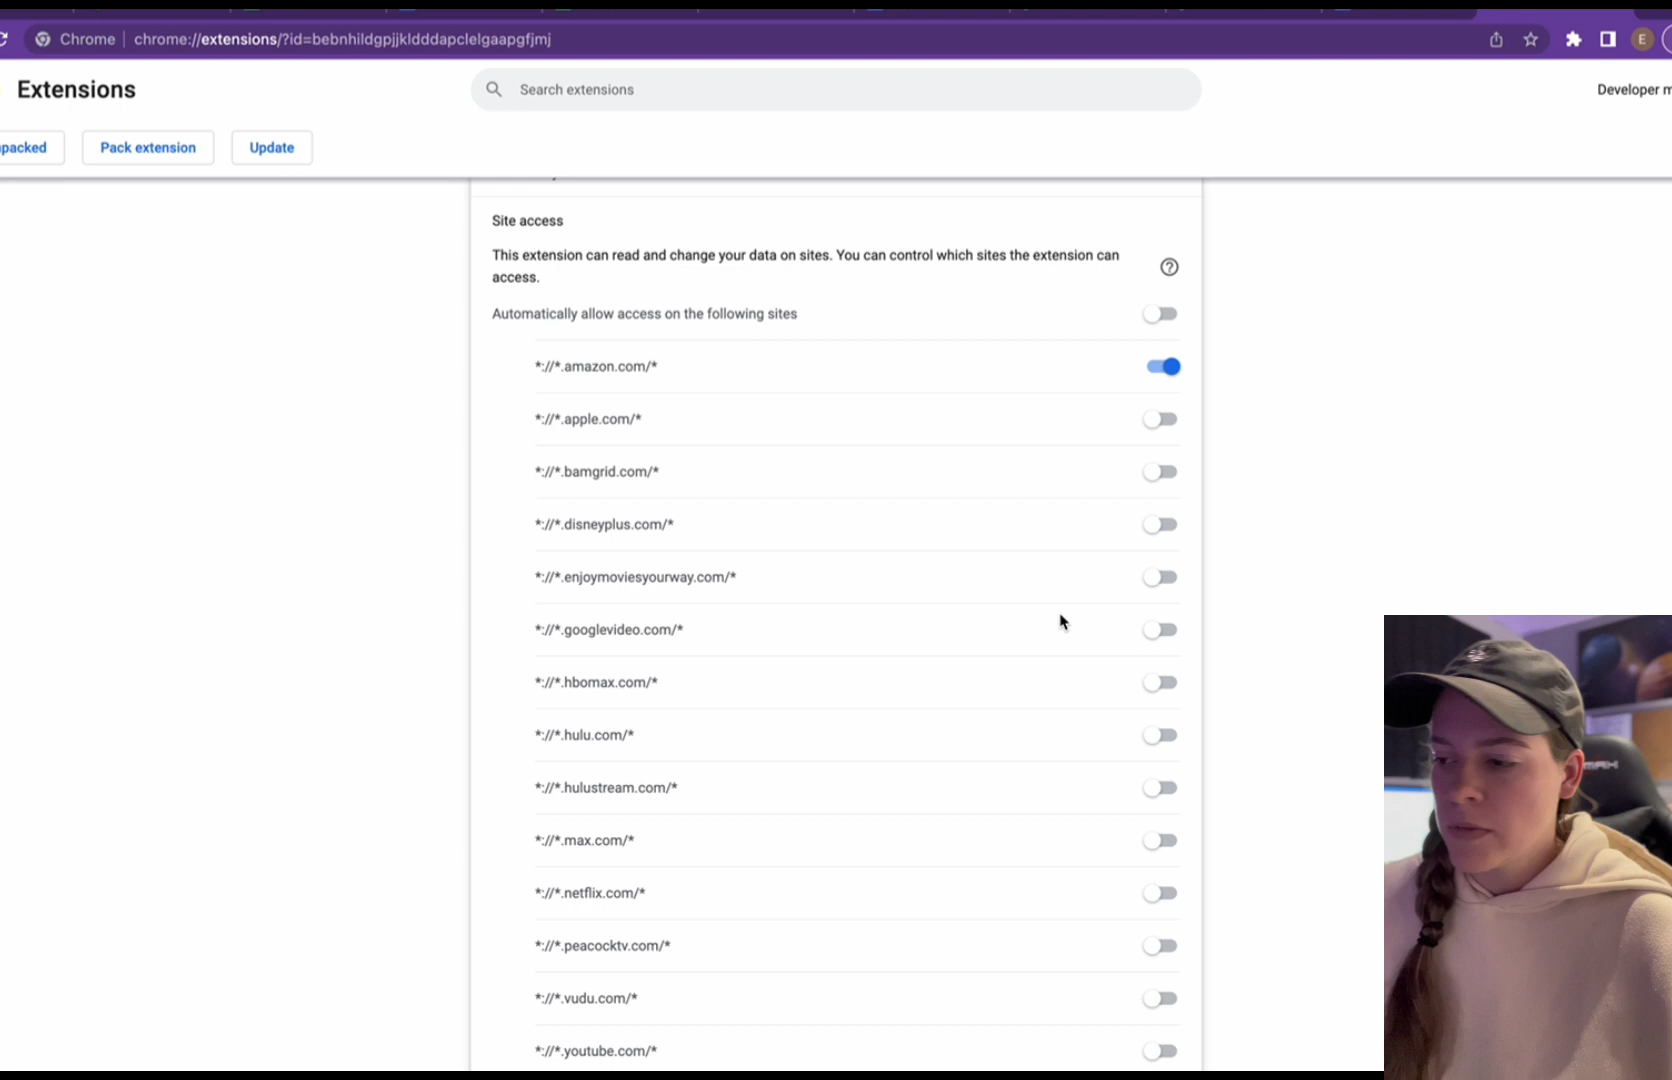 Chrome | chrome://extensions/?id=bebnhildgpjjkldddapclelgaapgfjmj
E
Extensions
Search extensions
Developer m
packed
Pack extension
Update
Site access
This extension can read and change your data on sites. You can control which sites the extension can
access.
Automatically allow access on the following sites
*://*.amazon.com/*
*://*.apple.com/*
*://*.bamgrid.com/*
*://*.disneyplus.com/*
*://*.enjoymoviesyourway.com/*
*://*.googlevideo.com/*
*://*.hbomax.com/*
*://*.hulu.com/*
*://*.hulustream.com/*
*://*.max.com/*
*://*.netflix.com/*
*://*.peacocktv.com/*
*://*.vudu.com/*
*://*.youtube.com/*